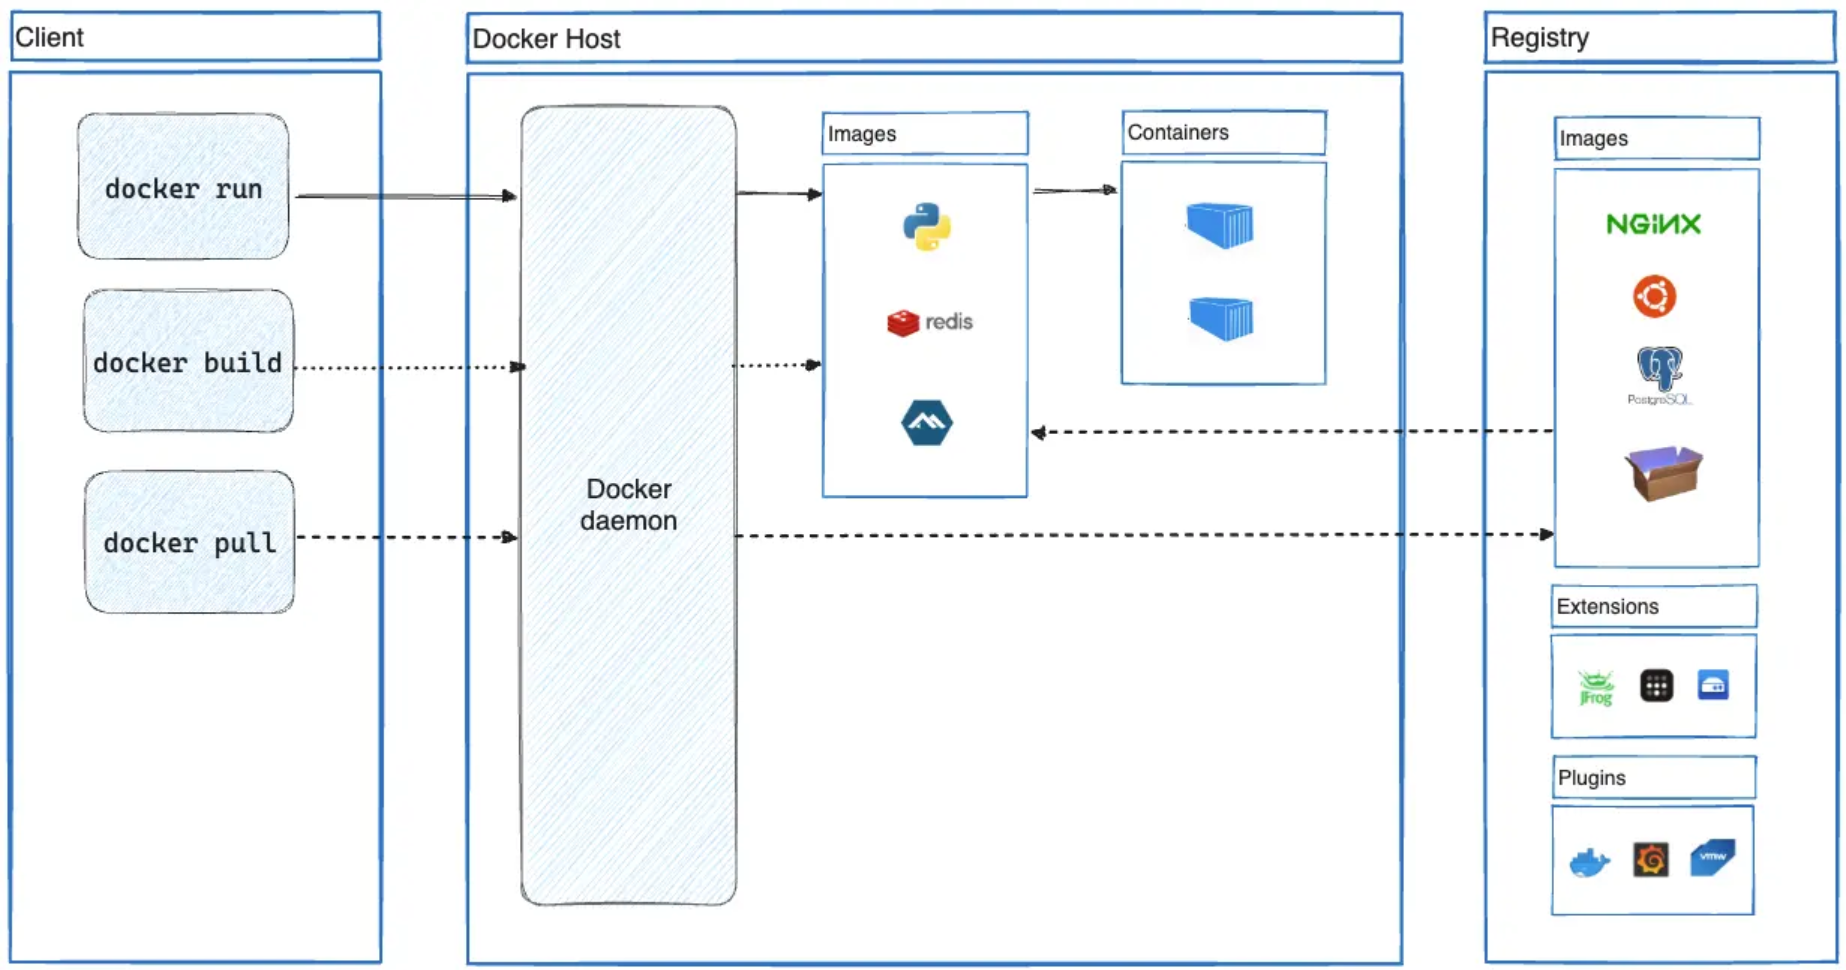 Client
docker run
docker build
docker pull
Docker Host
Docker
daemon
Images
redis
Containers
Registry
Images
NGiNX
PostgreSQL
Extensions
JFrog
Plugins
vmw